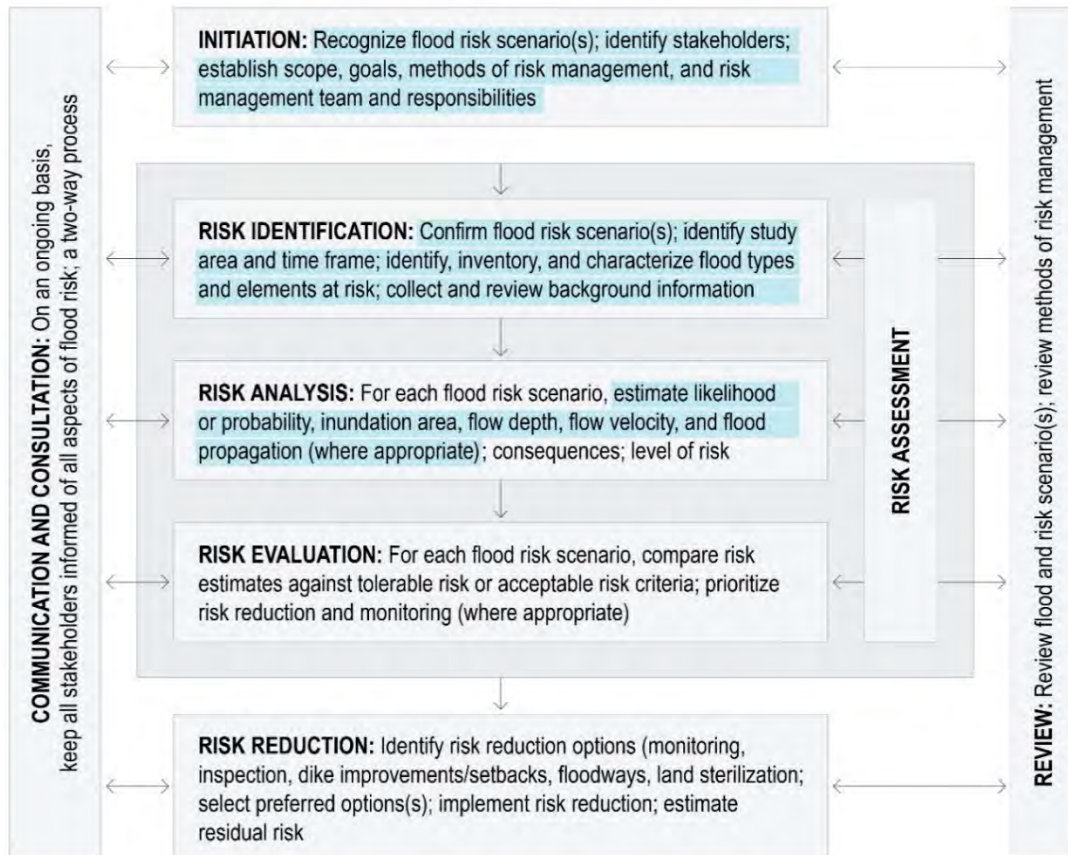 COMMUNICATION AND CONSULTATION: On an ongoing basis,
keep all stakeholders informed of all aspects of flood risk; a two-way process
INITIATION: Recognize flood risk scenario(s); identify stakeholders;
establish scope, goals, methods of risk management, and risk
management team and responsibilities
RISK IDENTIFICATION: Confirm flood risk scenario(s); identify study
area and time frame; identify, inventory, and characterize flood types
and elements at risk; collect and review background information
RISK ANALYSIS: For each flood risk scenario, estimate likelihood
or probability, inundation area, flow depth, flow velocity, and flood
propagation (where appropriate); consequences; level of risk
RISK EVALUATION: For each flood risk scenario, compare risk
estimates against tolerable risk or acceptable risk criteria; prioritize
risk reduction and monitoring (where appropriate)
RISK ASSESSMENT
RISK REDUCTION: Identify risk reduction options (monitoring,
inspection, dike improvements/setbacks, floodways, land sterilization;
select preferred options(s); implement risk reduction; estimate
residual risk
REVIEW: Review flood and risk scenario(s); review methods of risk management